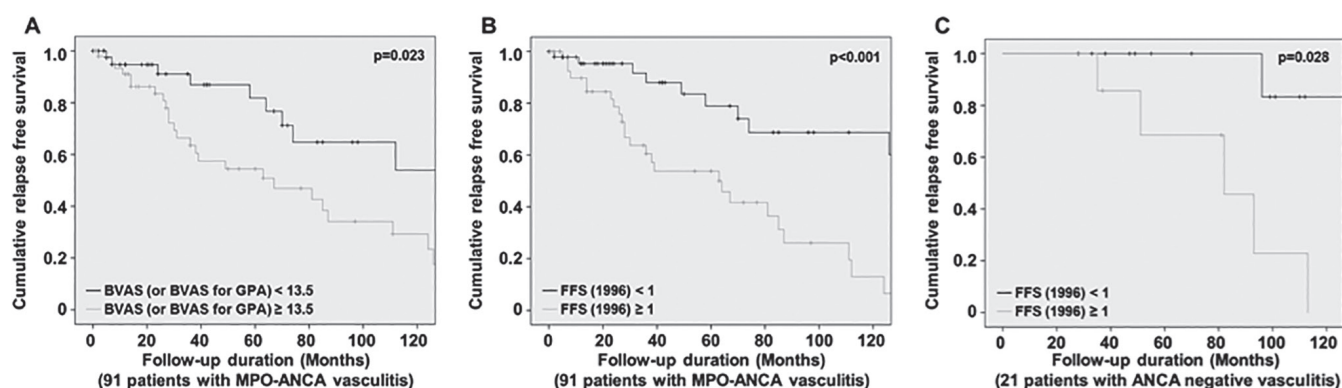 A
Cumulative relapse free survival
1.0
0.8
0.6
0.4
0.2
0
p=0.023
BVAS (or BVAS for GPA) < 13.5
BVAS (or BVAS for GPA) ≥ 13.5
0 20 40 60 80 100 120
Follow-up duration (Months)
(91 patients with MPO-ANCA vasculitis)
B
Cumulative relapse free survival
1.0
0.8
0.6
0.4
0.2
0
p<0.001
FFS (1996) < 1
FFS (1996) ≥ 1
0 20 40 60 80 100 120
Follow-up duration (Months)
(91 patients with MPO-ANCA vasculitis)
C
Cumulative relapse free survival
1.0
0.8
0.6
0.4
0.2
0
p=0.028
FFS (1996) < 1
FFS (1996) ≥ 1
0 20 40 60 80 100 120
Follow-up duration (Months)
(21 patients with ANCA negative vasculitis)